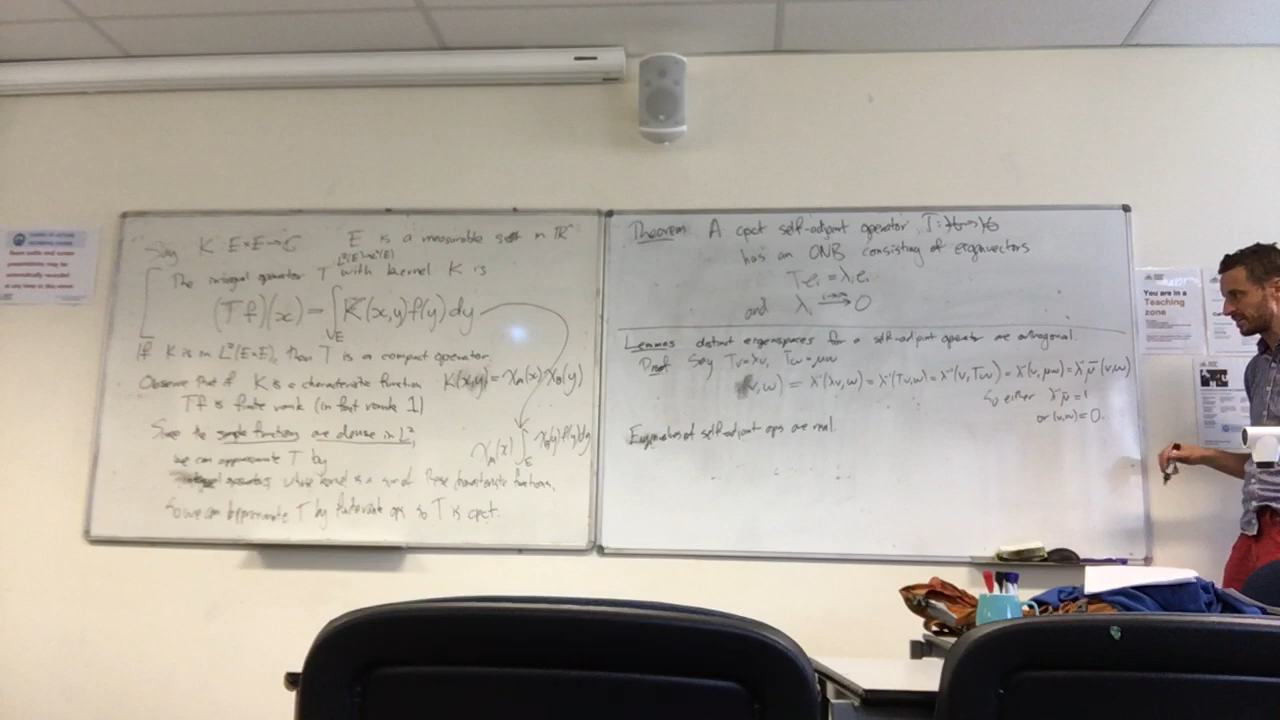 Say K: E×E→ℂ E is a measurable set in ℝⁿ
L²(E)→L²(E)
The integral operator T with kernel K is
(Tf)(x) = ∫_E K(x,y) f(y) dy
If K is in L²(E×E), then T is a compact operator.
Observe that if K is a characteristic function K(x,y) = χ_A(x) χ_B(y)
Tf is finite rank (in fact rank 1)
χ_A(x) ∫_E χ_B(y) f(y) dy
Since the simple functions are dense in L²,
we can approximate T by
integral operators whose kernel is a sum of these characteristic functions,
So we can approximate T by finite rank ops so T is cpct.
Theorem A cpct self-adjoint operator T:
has an ONB consisting of eigenvectors
Te_i = λ_i e_i
and λ_i → 0
Lemma distinct eigenspaces for a self-adjoint operator are orthogonal.
Proof Say Tv=λv, Tw=μw
(v,w) = λ⁻¹(λv,w) = λ⁻¹(Tv,w) = λ⁻¹(v,Tw) = λ⁻¹(v,μw) = λ⁻¹μ̄(v,w)
So either λ⁻¹μ̄ = 1
or (v,w) = 0.
Eigenvalues of self-adjoint ops are real.
You are in a
Teaching
zone